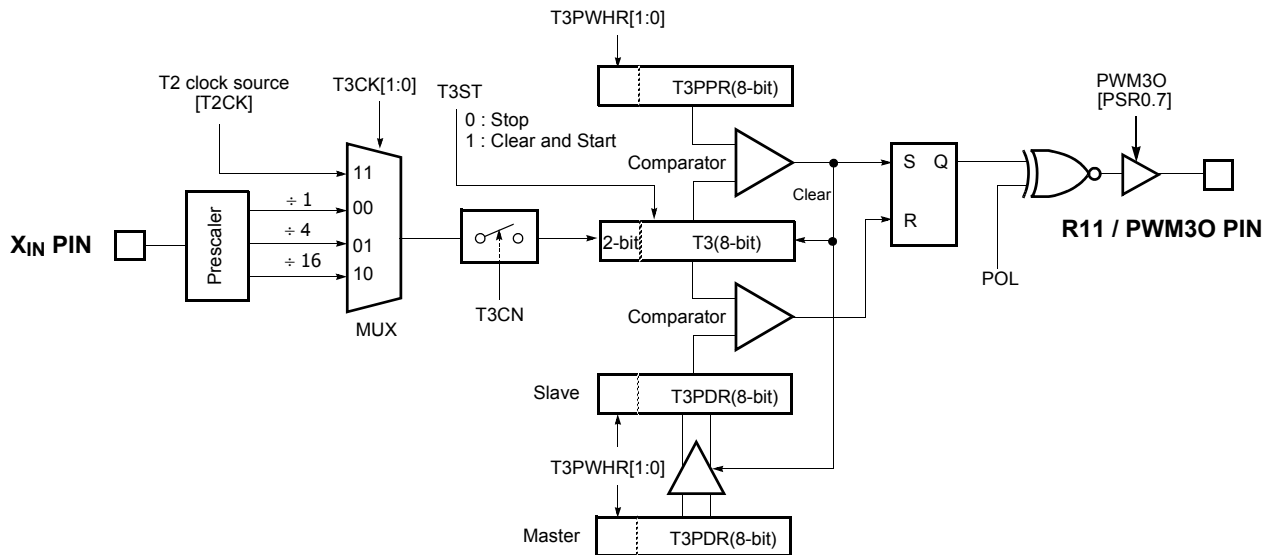 T3PWHR[1:0]
T3PPR(8-bit)
T2 clock source
[T2CK]
T3CK[1:0]
T3ST
0 : Stop
1 : Clear and Start
PWM3O
[PSR0.7]
Comparator
11
S Q
Clear
÷ 1
00
R
XIN PIN
Prescaler
÷ 4
01
2-bit
T3(8-bit)
R11 / PWM3O PIN
÷ 16
10
POL
T3CN
Comparator
MUX
Slave
T3PDR(8-bit)
T3PWHR[1:0]
Master
T3PDR(8-bit)